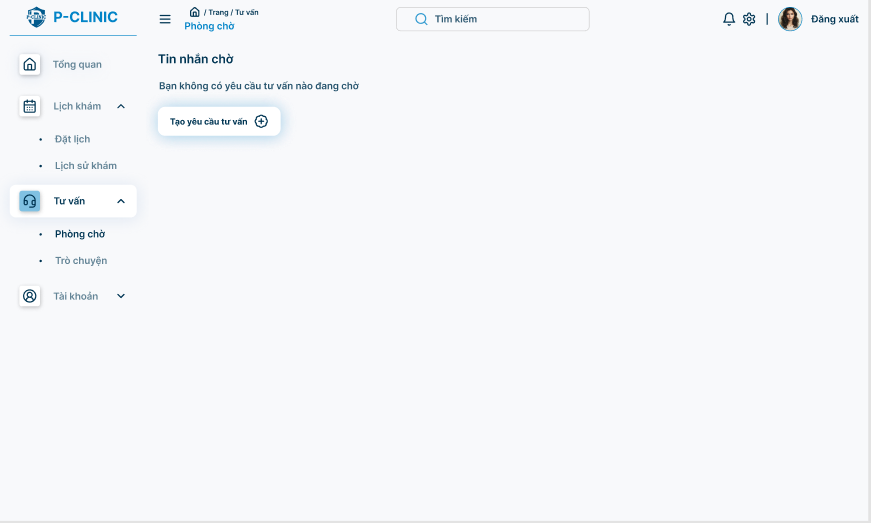 P-CLINIC
/ Trang / Tư vấn
Phòng chờ
Tìm kiếm
Đăng xuất
Tổng quan
Lịch khám
Đặt lịch
Lịch sử khám
Tư vấn
Phòng chờ
Trò chuyện
Tài khoản
Tin nhắn chờ
Bạn không có yêu cầu tư vấn nào đang chờ
Tạo yêu cầu tư vấn